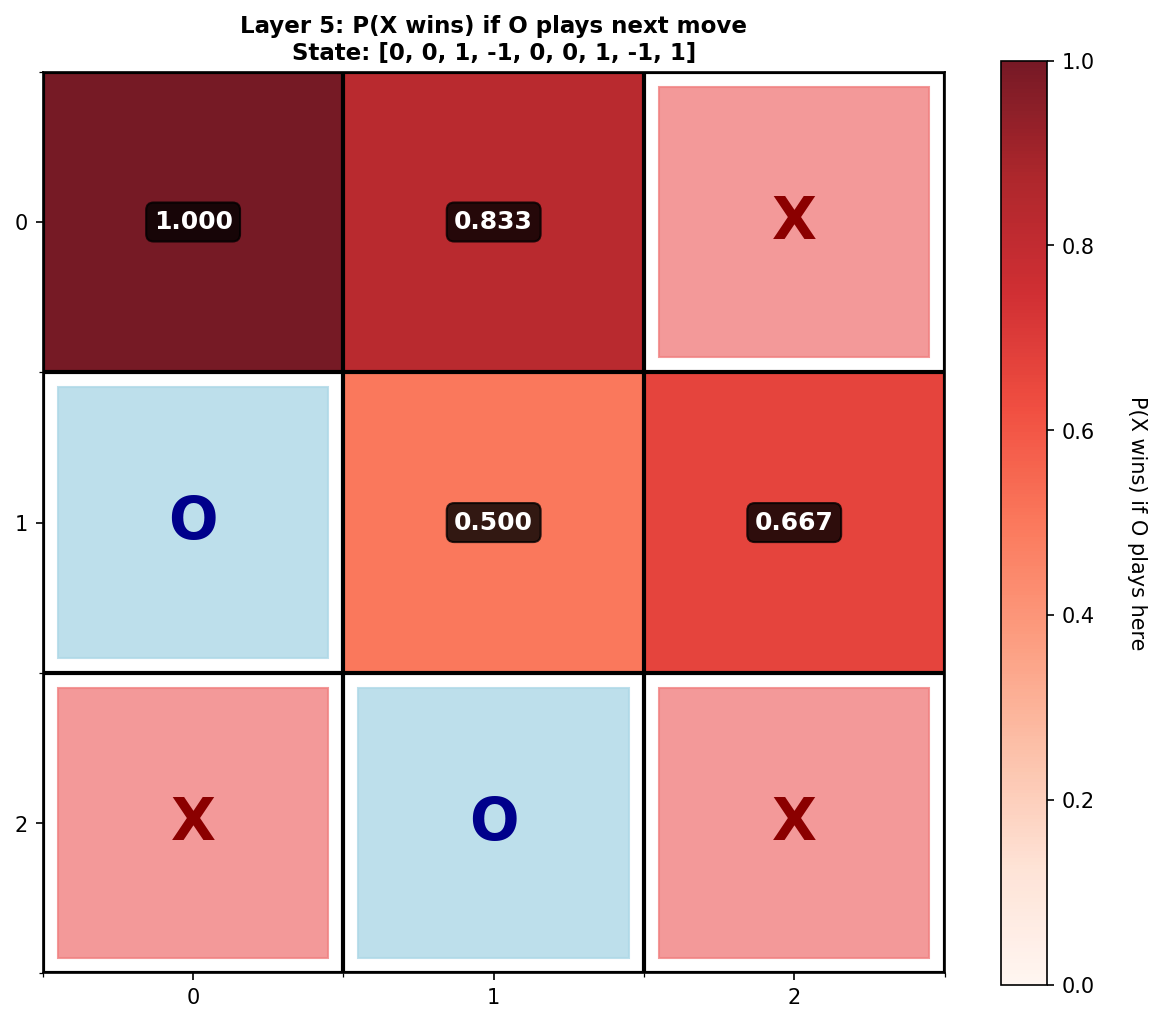 Layer 5: P(X wins) if O plays next move
State: [0, 0, 1, -1, 0, 0, 1, -1, 1]
0
1.000
0.833
X
1
O
0.500
0.667
2
X
O
X
0
1
2
1.0
0.8
0.6
0.4
0.2
0.0
P(X wins) if O plays here